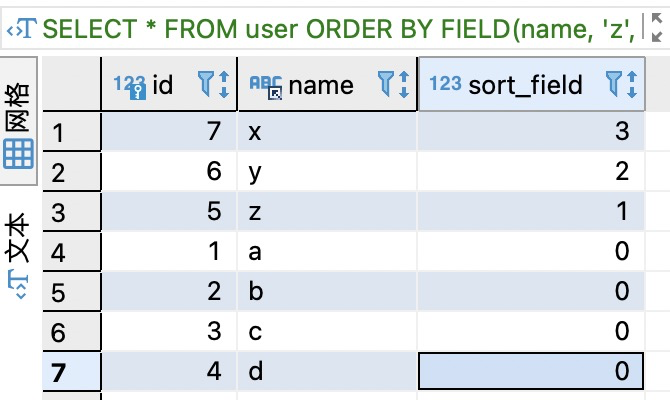 SELECT * FROM user ORDER BY FIELD(name, 'z',
网格
文本
123 id ABC name 123 sort_field
1 7 x 3
2 6 y 2
3 5 z 1
4 1 a 0
5 2 b 0
6 3 c 0
7 4 d 0